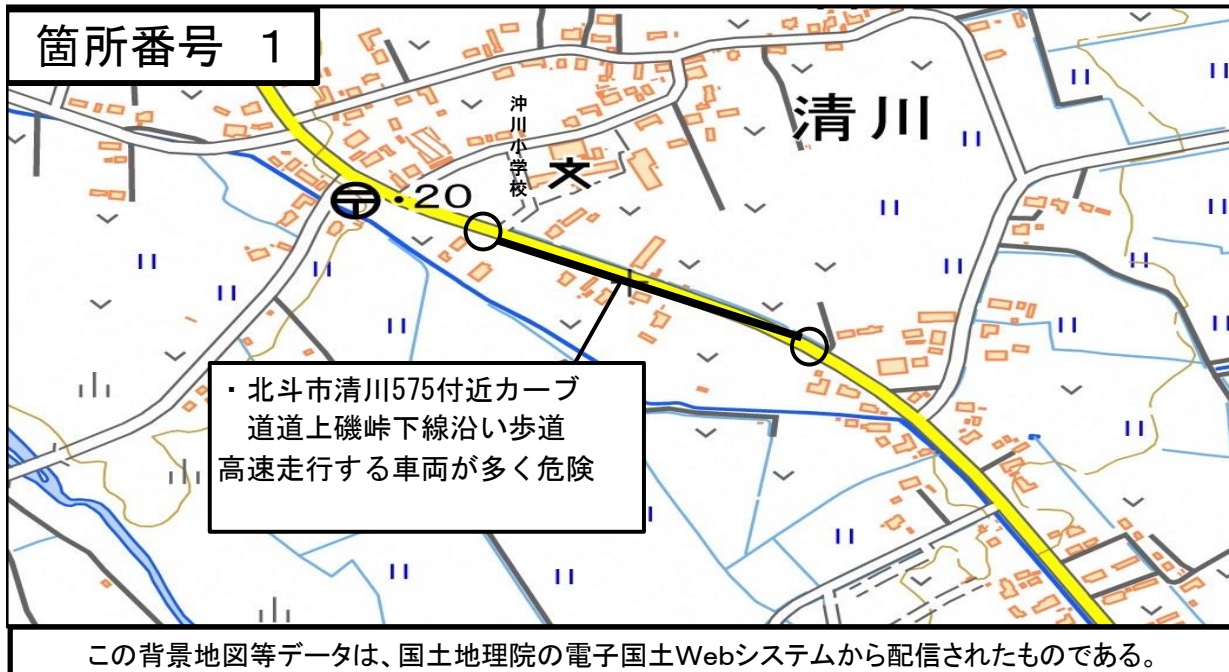 箇所番号 1
清川
沖川小学校
・20
・北斗市清川575付近カーブ
道道上磯峠下線沿い歩道
高速走行する車両が多く危険
この背景地図等データは、国土地理院の電子国土Webシステムから配信されたものである。